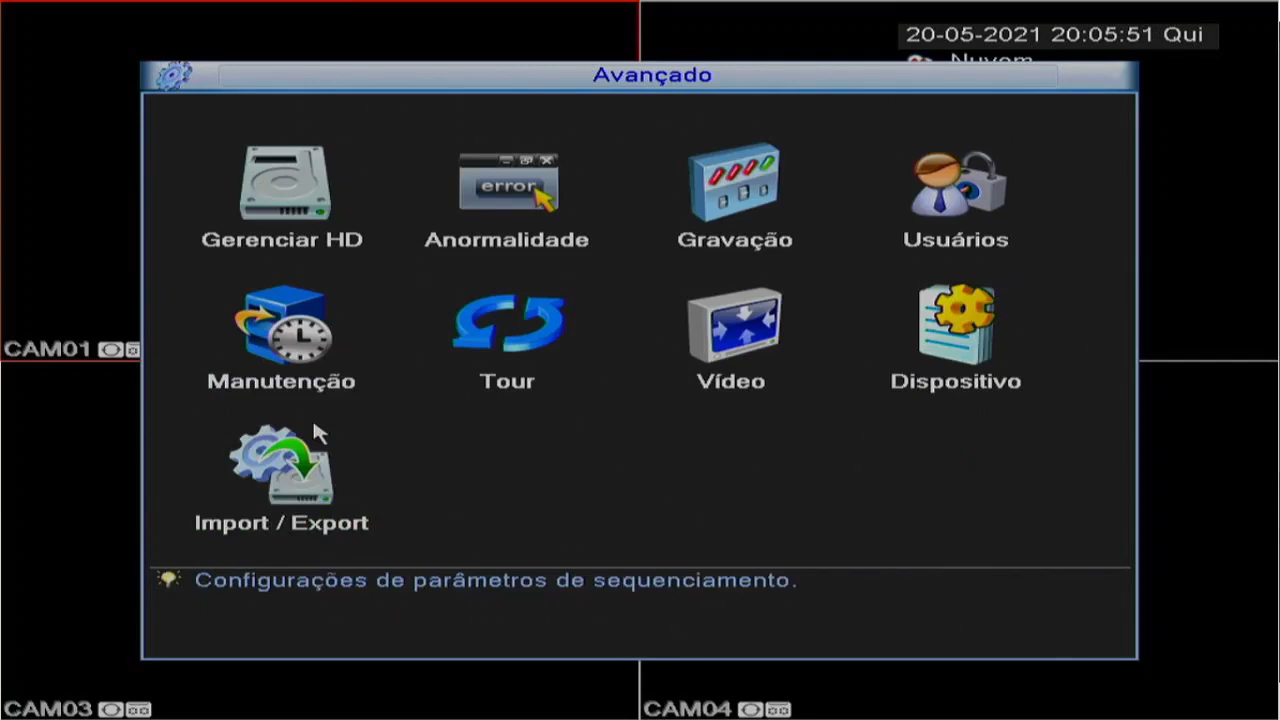 20-05-2021 20:05:51 Qui
Nuvem
Avançado
error
Gerenciar HD
Anormalidade
Gravação
Usuários
CAM01
Manutenção
Tour
Vídeo
Dispositivo
Import / Export
Configurações de parâmetros de sequenciamento.
CAM03
CAM04